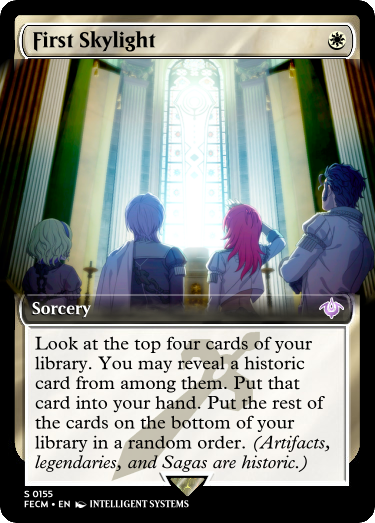 First Skylight
Sorcery
Look at the top four cards of your
library. You may reveal a historic
card from among them. Put that
card into your hand. Put the rest of
the cards on the bottom of your
library in a random order. (Artifacts,
legendaries, and Sagas are historic.)
S 0155
FECM • EN INTELLIGENT SYSTEMS